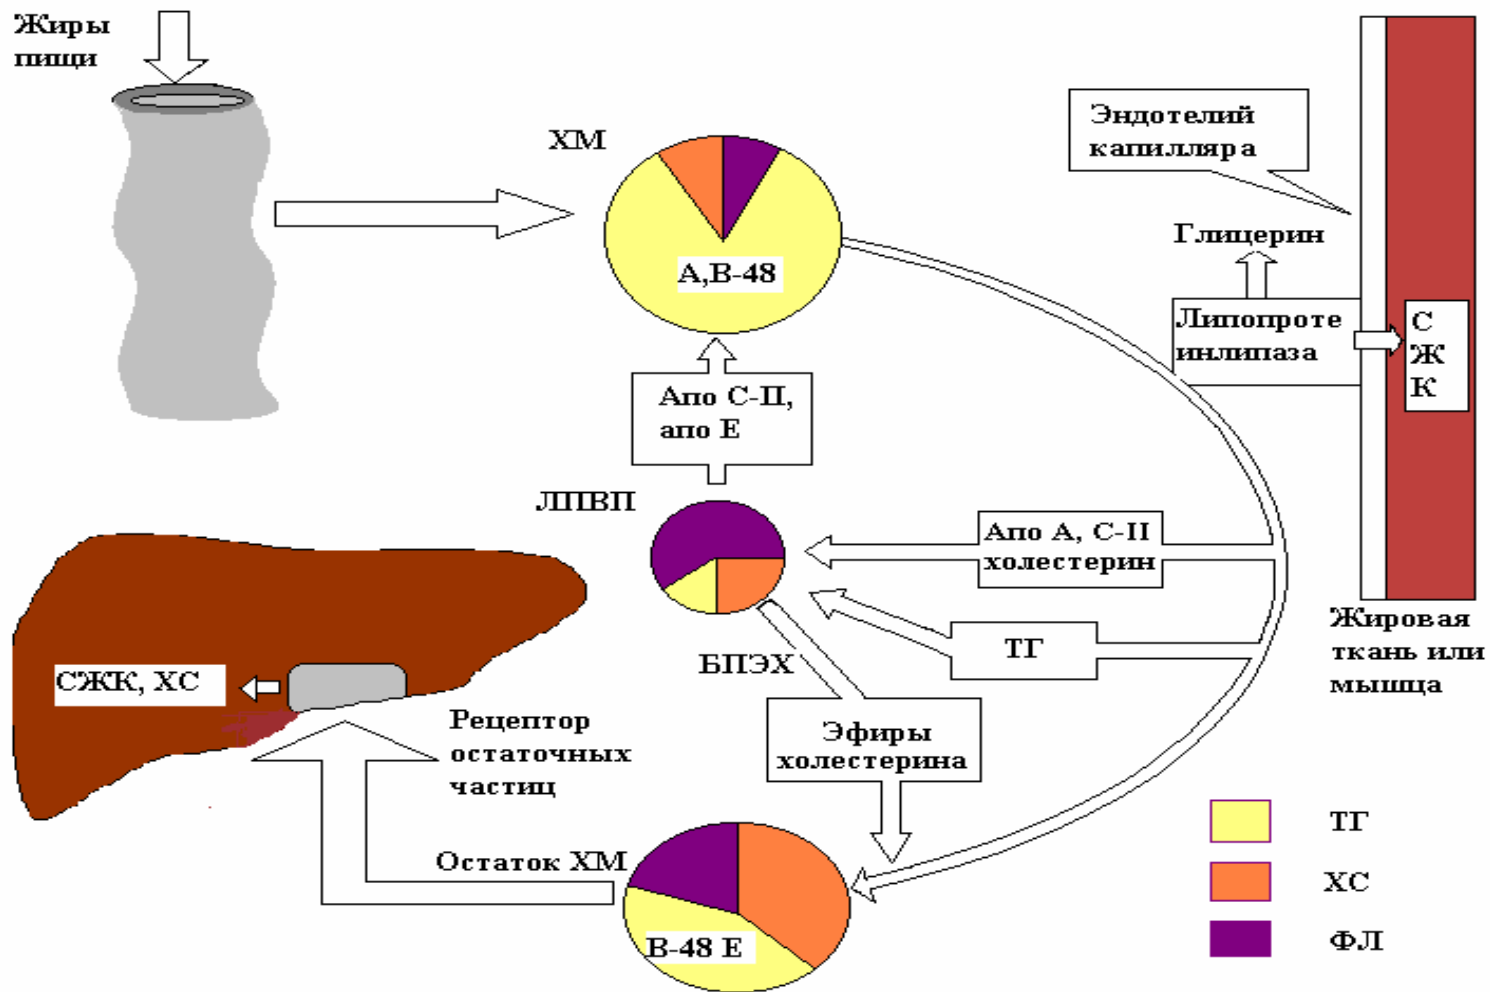 Жиры
пищи
ХМ
Эндотелий
капилляра
Глицерин
А,В-48
Липопроте
инлипаза
С
Ж
К
Апо С-II,
апо Е
ЛПВП
Апо А, С-II
холестерин
Жировая
ткань или
мышца
ТГ
БПЭХ
СЖК, ХС
Рецептор
остаточных
частиц
Эфиры
холестерина
Остаток ХМ
В-48 Е
ТГ
ХС
ФЛ